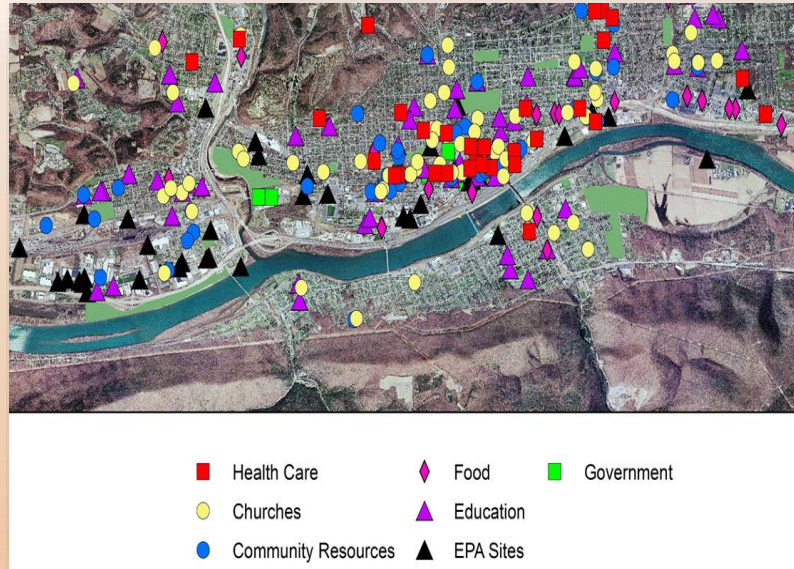 Health Care
Food
Government
Churches
Education
Community Resources
EPA Sites